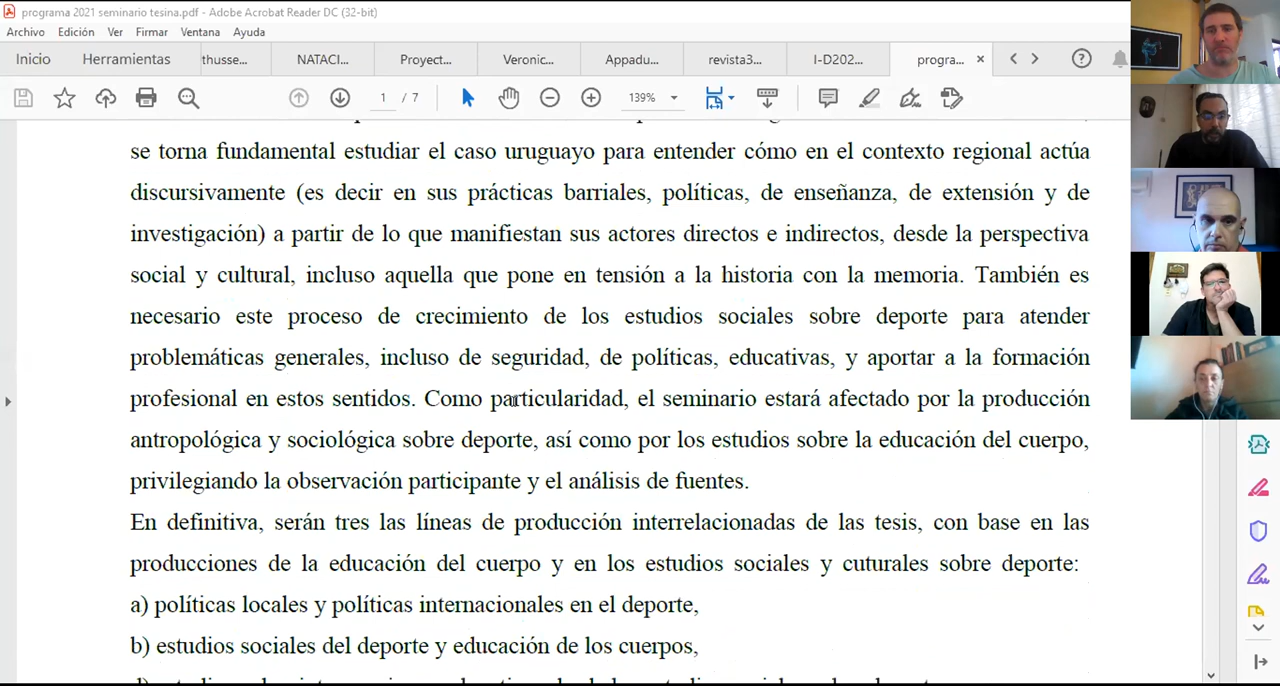 programa 2021 seminario tesina.pdf - Adobe Acrobat Reader DC (32-bit)
Archivo Edición Ver Firmar Ventana Ayuda
Inicio Herramientas thusse... NATACI... Proyect... Veronic... Appadu... revista3... I-D202... progra... ×
1 / 7 139%
se torna fundamental estudiar el caso uruguayo para entender cómo en el contexto regional actúa
discursivamente (es decir en sus prácticas barriales, políticas, de enseñanza, de extensión y de
investigación) a partir de lo que manifiestan sus actores directos e indirectos, desde la perspectiva
social y cultural, incluso aquella que pone en tensión a la historia con la memoria. También es
necesario este proceso de crecimiento de los estudios sociales sobre deporte para atender
problemáticas generales, incluso de seguridad, de políticas, educativas, y aportar a la formación
profesional en estos sentidos. Como particularidad, el seminario estará afectado por la producción
antropológica y sociológica sobre deporte, así como por los estudios sobre la educación del cuerpo,
privilegiando la observación participante y el análisis de fuentes.
En definitiva, serán tres las líneas de producción interrelacionadas de las tesis, con base en las
producciones de la educación del cuerpo y en los estudios sociales y cuturales sobre deporte:
a) políticas locales y políticas internacionales en el deporte,
b) estudios sociales del deporte y educación de los cuerpos,